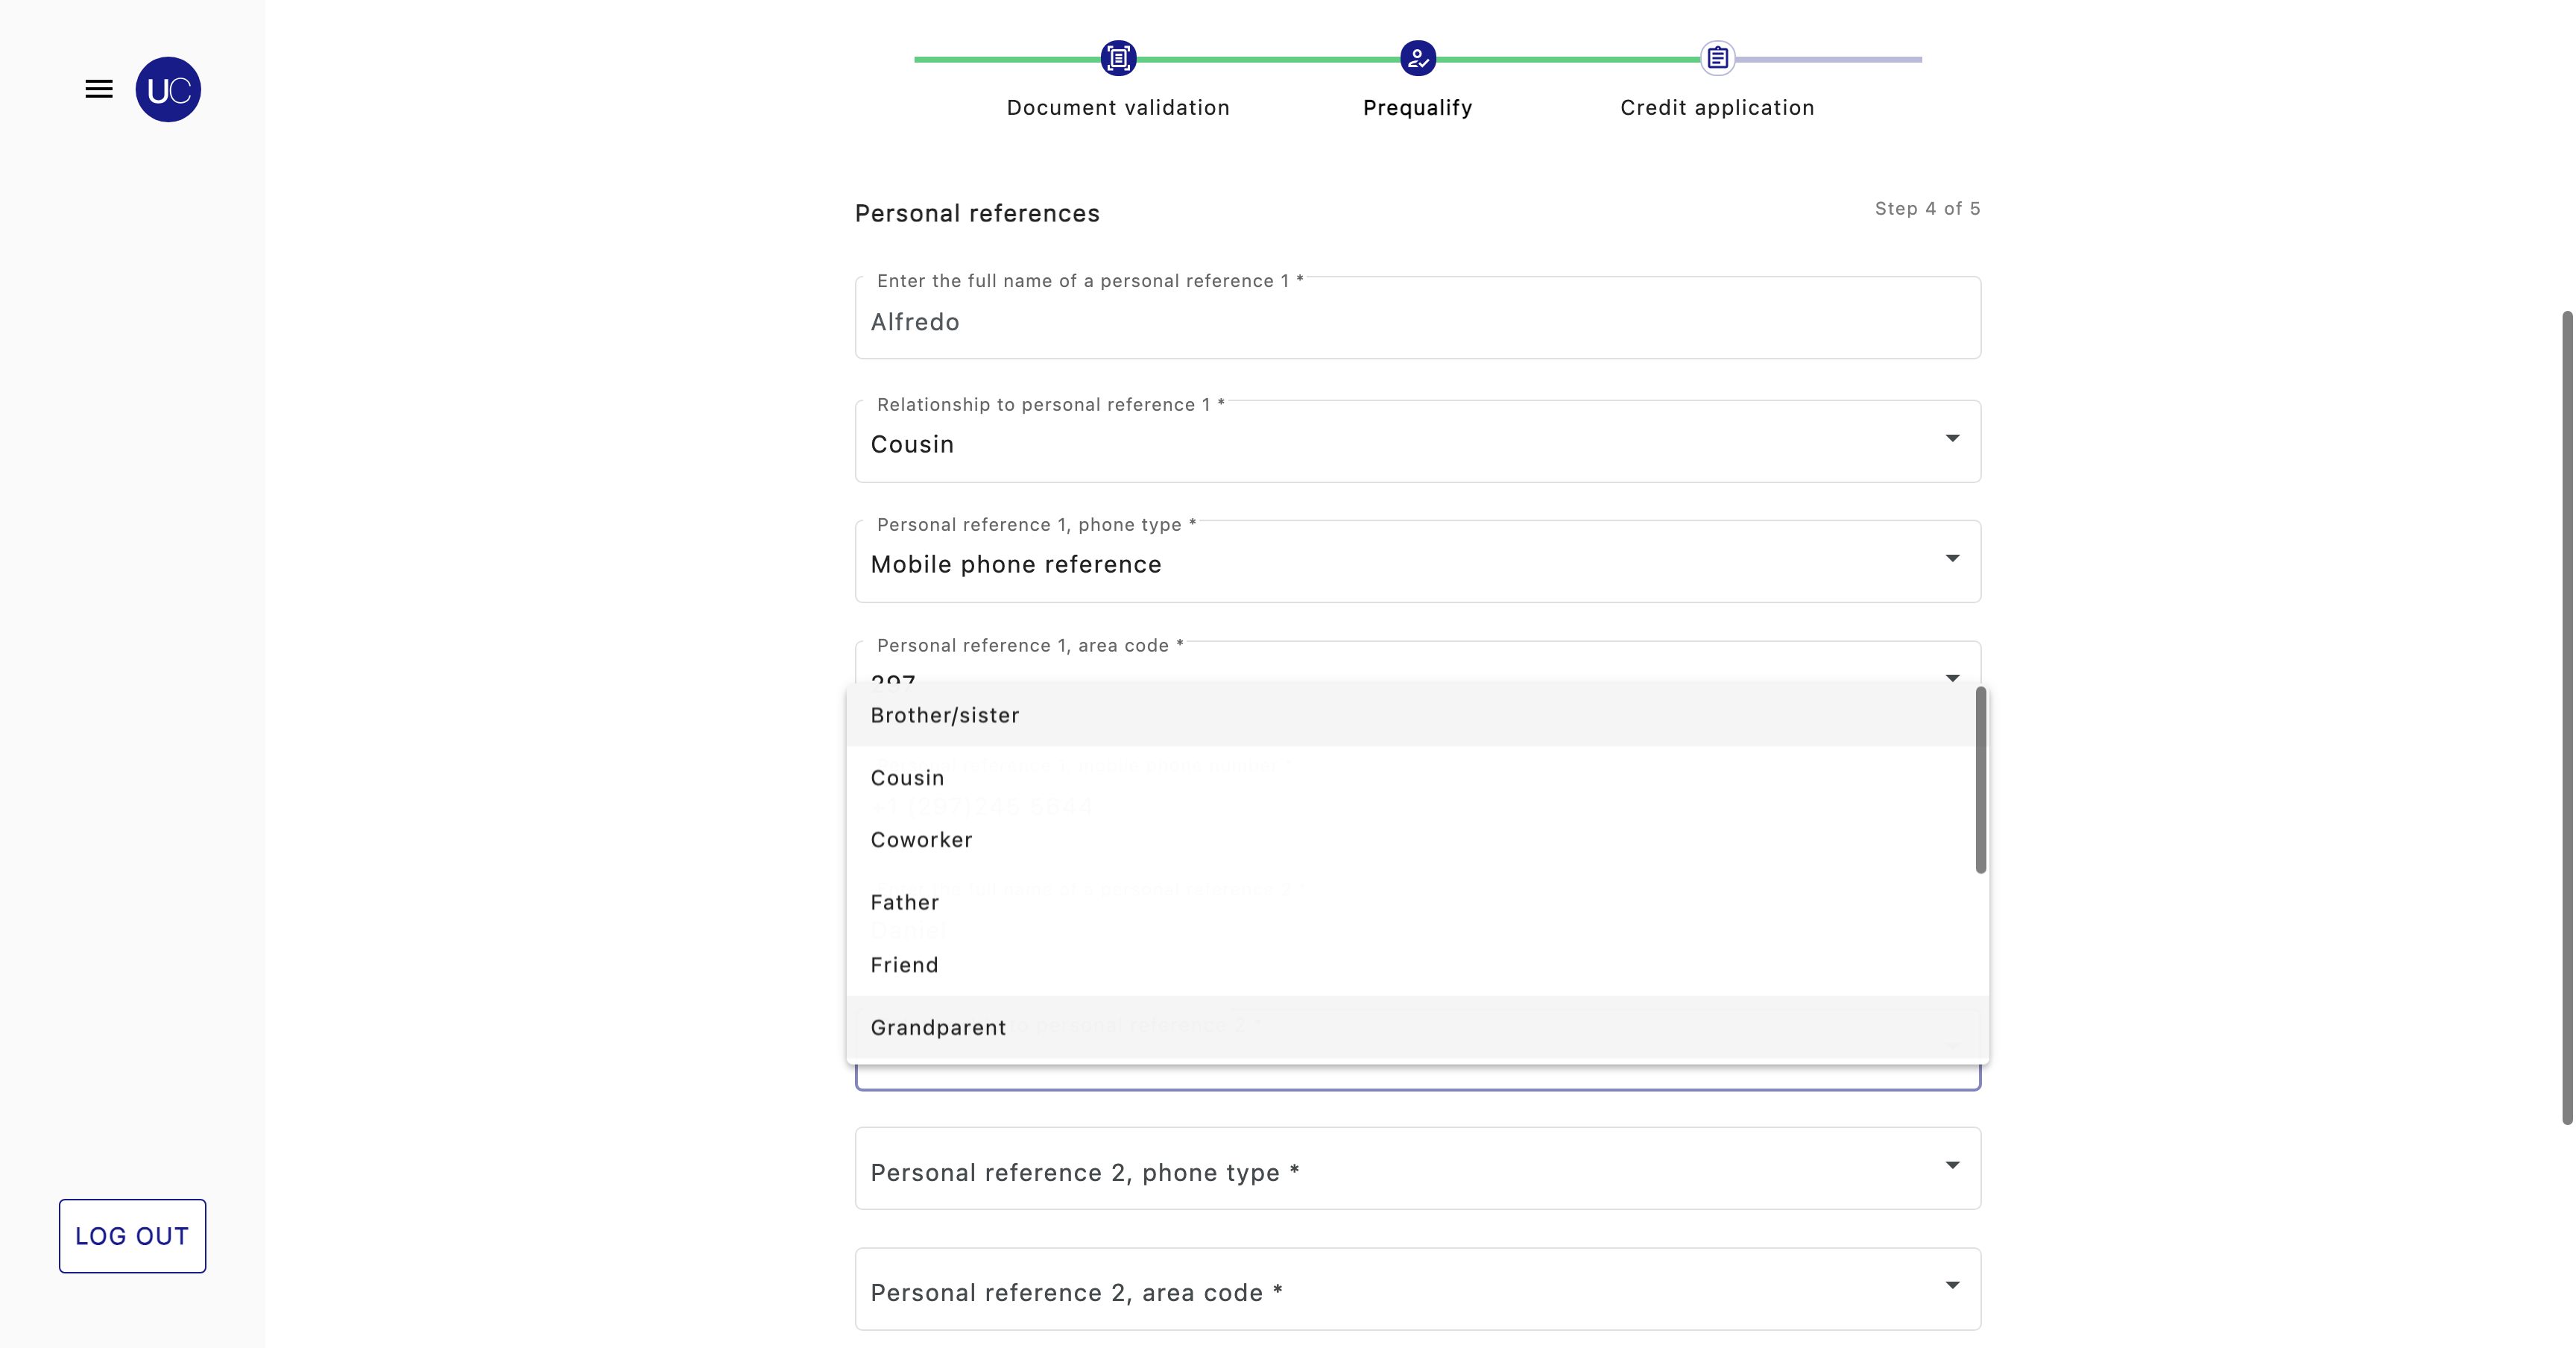 UC
Document validation
Prequalify
Credit application
Personal references
Step 4 of 5
Enter the full name of a personal reference 1 *
Alfredo
Relationship to personal reference 1 *
Cousin
Personal reference 1, phone type *
Mobile phone reference
Personal reference 1, area code *
297
Brother/sister
Cousin
Coworker
Father
Friend
Grandparent
Personal reference 2, phone type *
Personal reference 2, area code *
LOG OUT